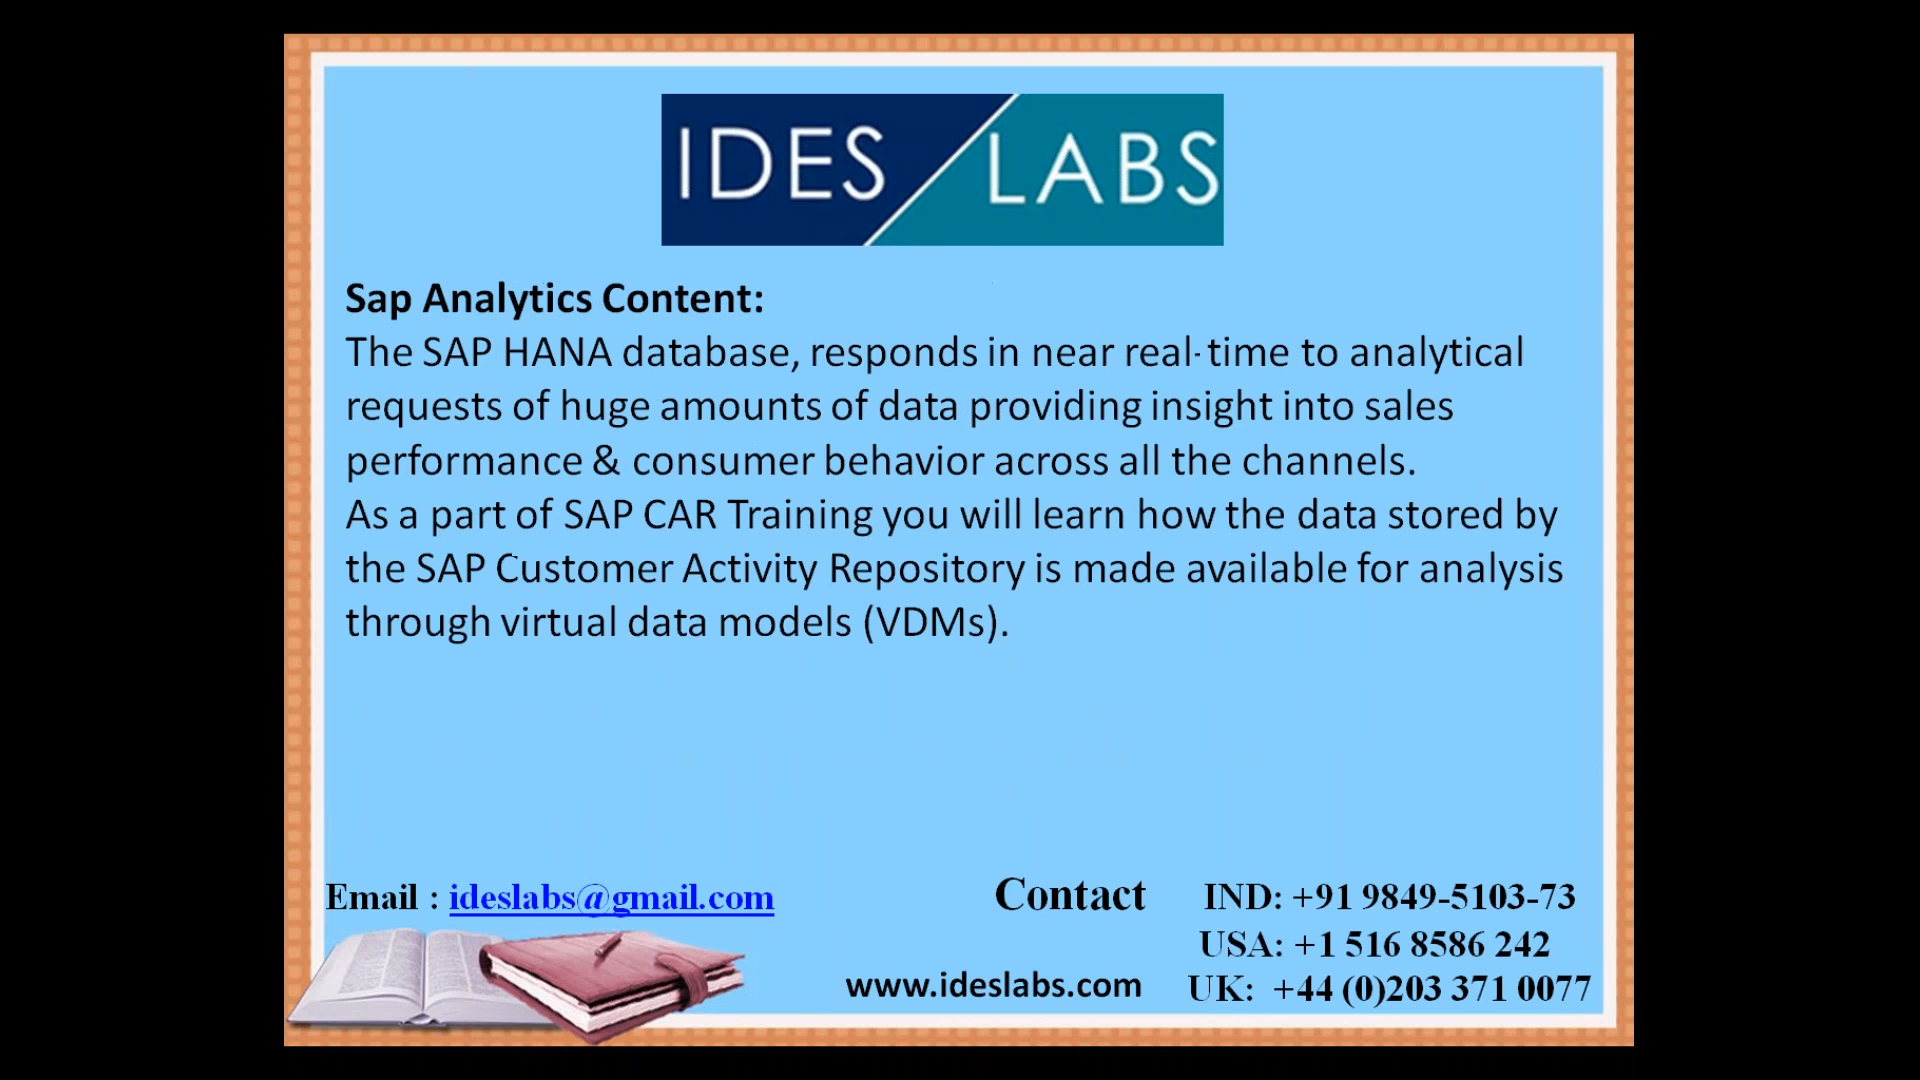 IDES LABS
Sap Analytics Content:
The SAP HANA database, responds in near real-time to analytical
requests of huge amounts of data providing insight into sales
performance & consumer behavior across all the channels.
As a part of SAP CAR Training you will learn how the data stored by
the SAP Customer Activity Repository is made available for analysis
through virtual data models (VDMs).
Email : ideslabs@gmail.com
Contact IND: +91 9849-5103-73
USA: +1 516 8586 242
www.ideslabs.com UK: +44 (0)203 371 0077